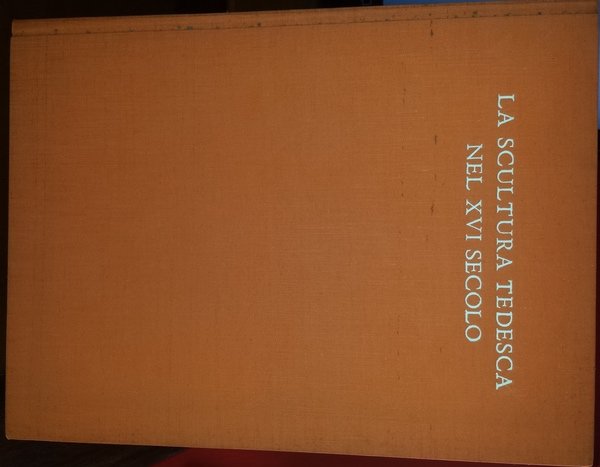 LA SCULTURA TEDESCA
NEL XVI SECOLO